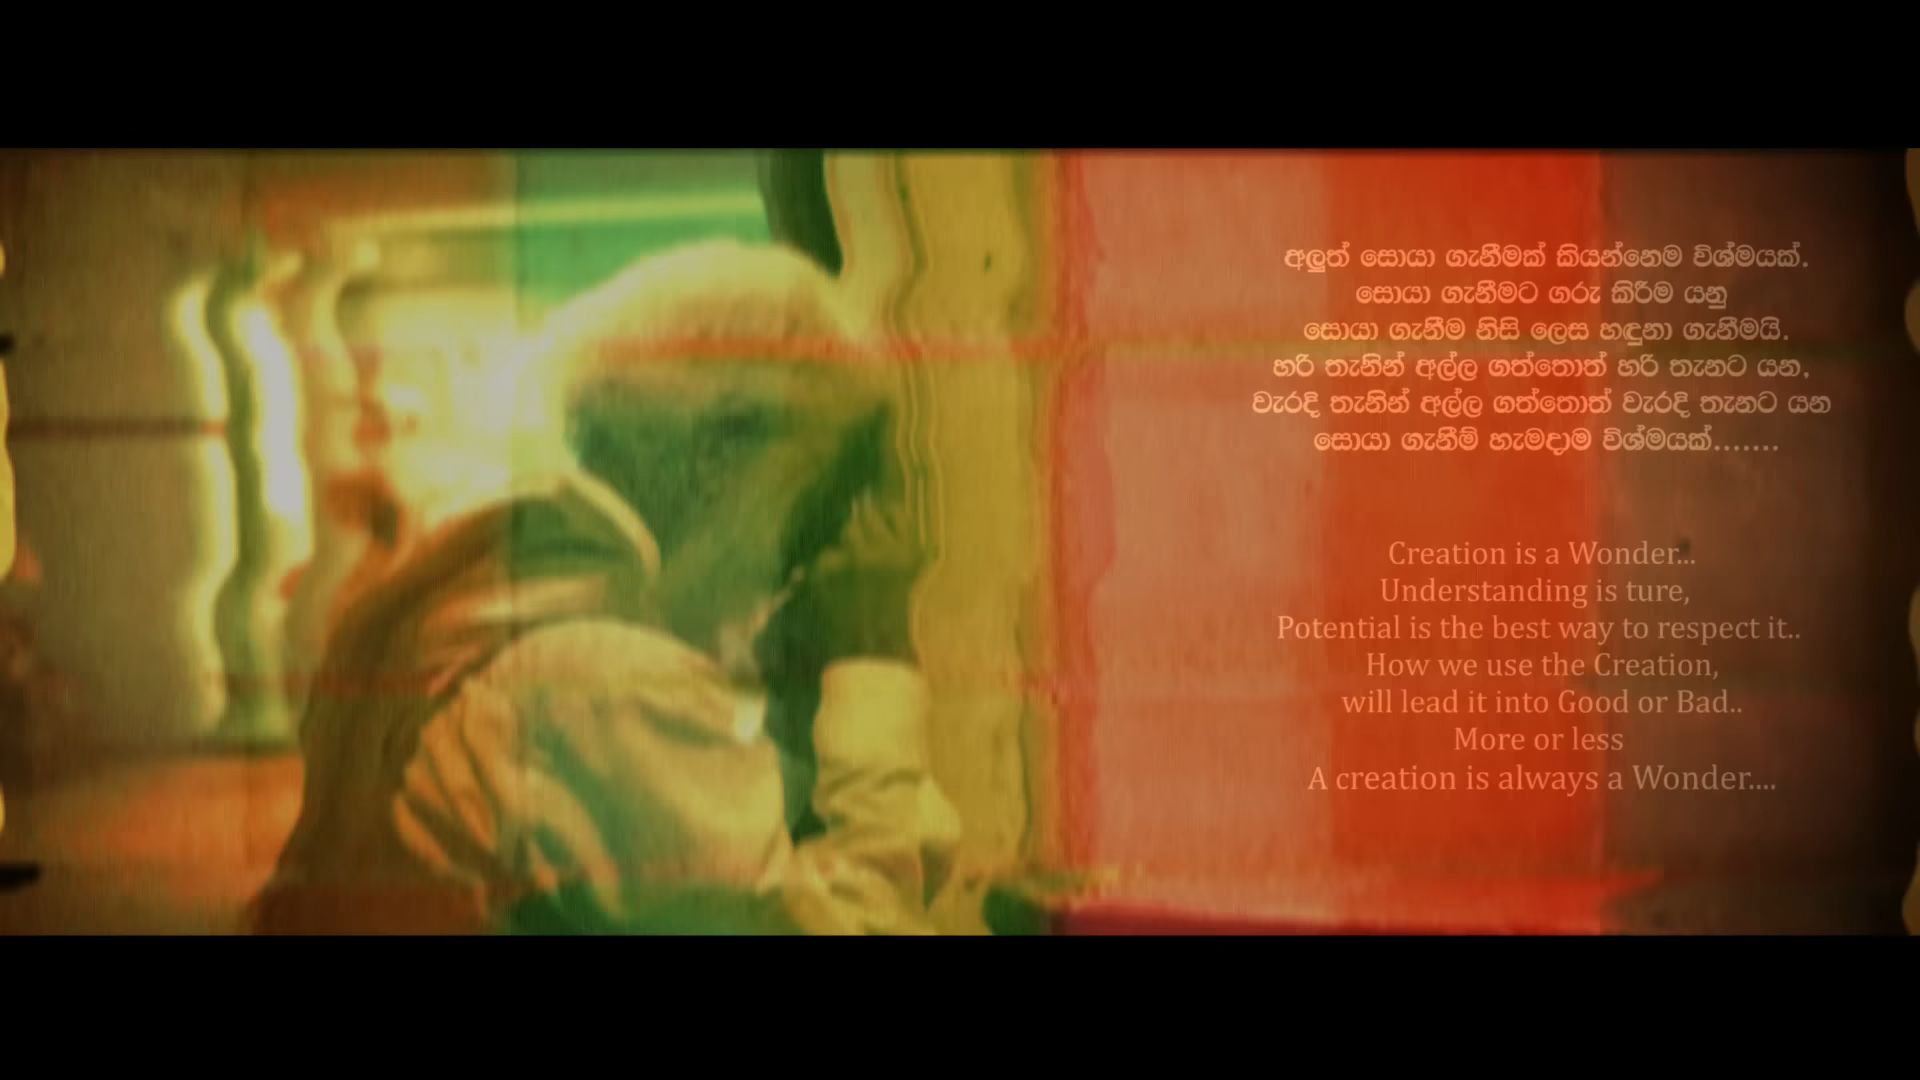 අලුත් සොයා ගැනීමක් කියන්නෙම විශ්මයක්.
සොයා ගැනීමට ගරු කිරීම යනු
සොයා ගැනීම නිසි ලෙස හඳුනා ගැනීමයි.
හරි තැනින් අල්ල ගත්තොත් හරි තැනට යන,
වැරදි තැනින් අල්ල ගත්තොත් වැරදි තැනට යන
සොයා ගැනීම් හැමදාම විශ්මයක්.......
Creation is a Wonder...
Understanding is ture,
Potential is the best way to respect it..
How we use the Creation,
will lead it into Good or Bad..
More or less
A creation is always a Wonder....